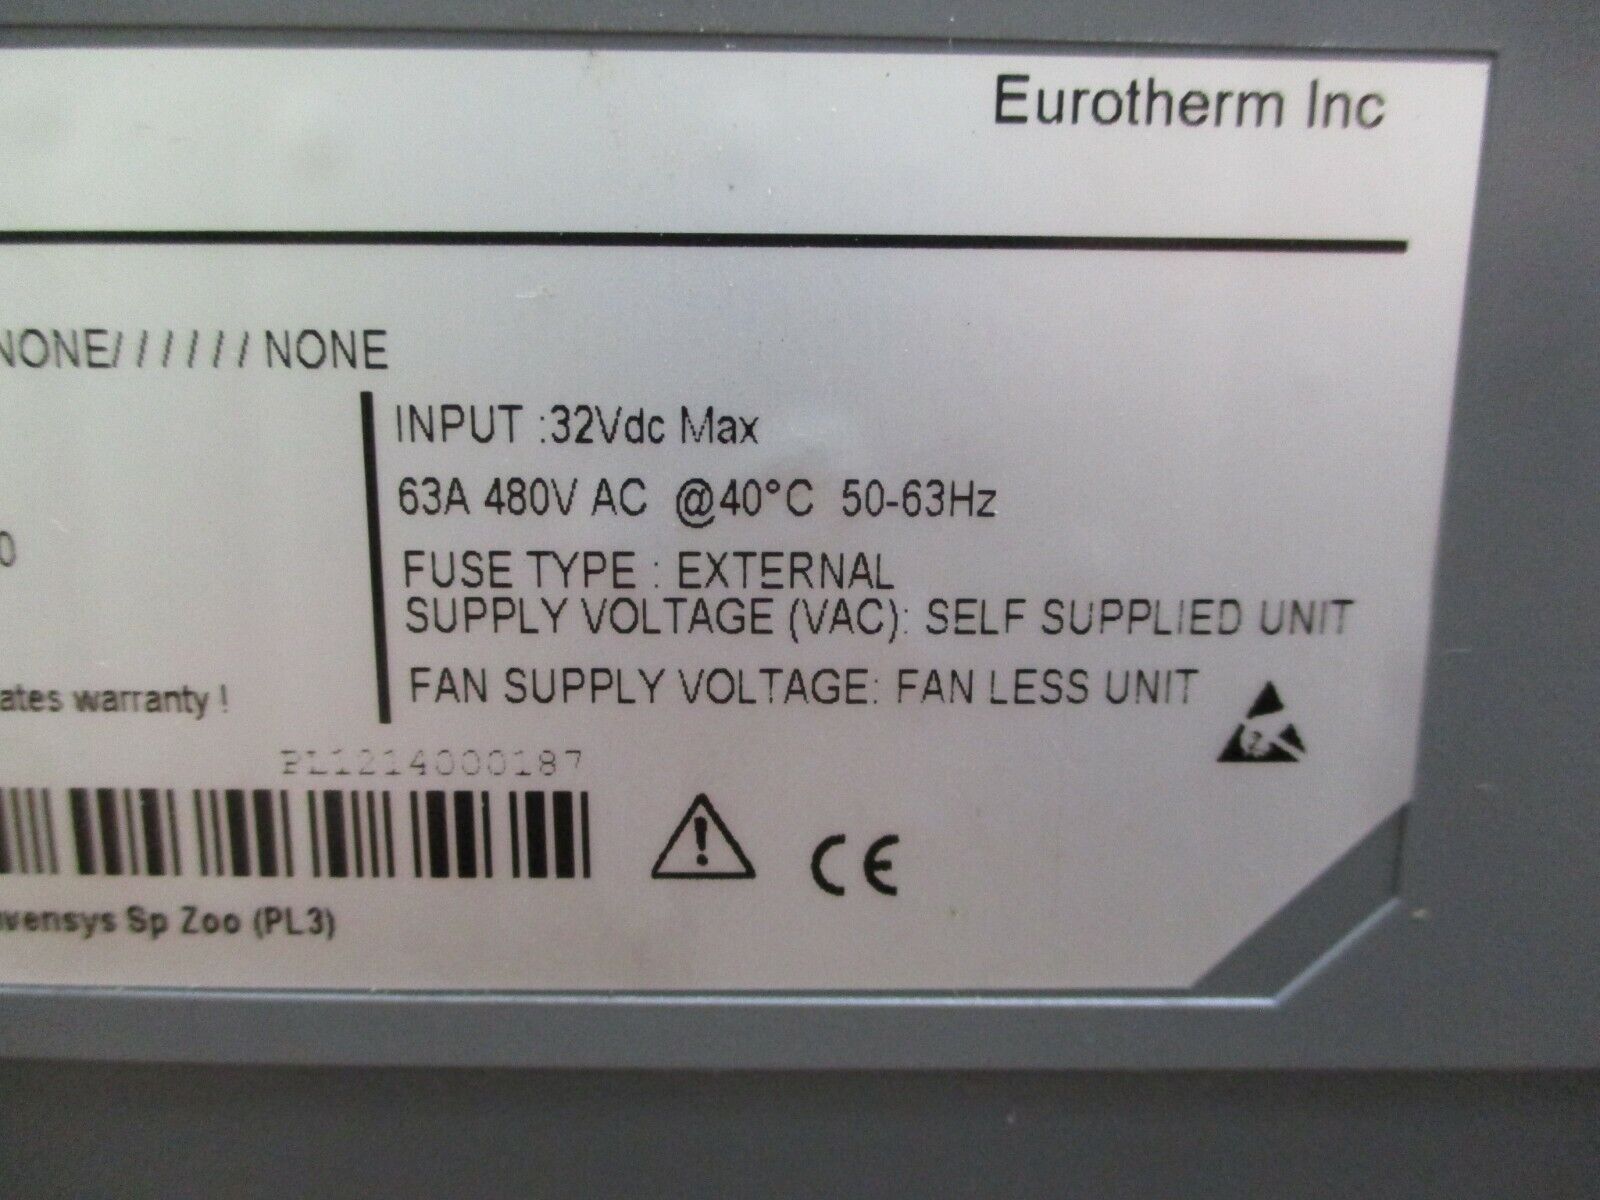 Eurotherm Inc
NONE/ / / / / / NONE
INPUT :32Vdc Max
63A 480V AC @40°C 50-63Hz
0
FUSE TYPE : EXTERNAL
SUPPLY VOLTAGE (VAC): SELF SUPPLIED UNIT
FAN SUPPLY VOLTAGE: FAN LESS UNIT
ates warranty !
PL1214000187
CE
vensys Sp Zoo (PL3)